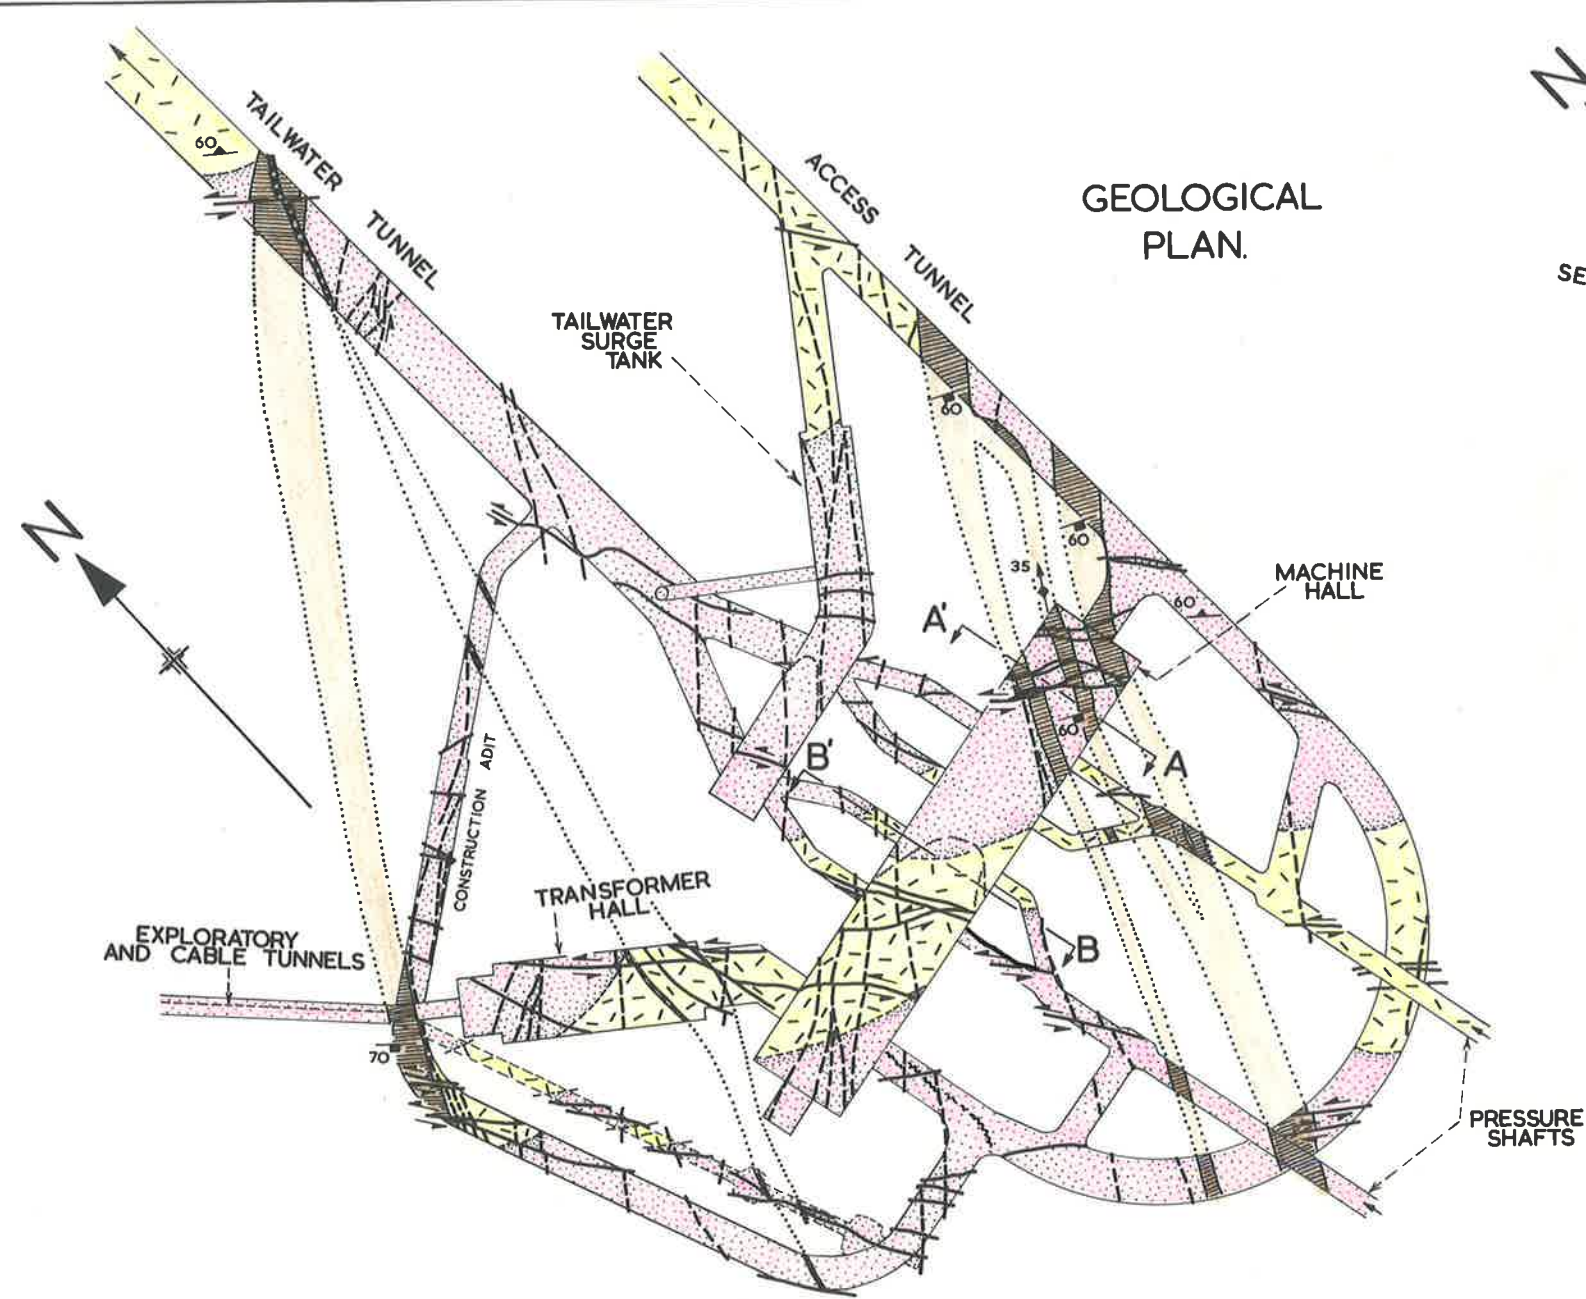 GEOLOGICAL
PLAN.
N
SE
TAILWATER
TUNNEL
ACCESS
TUNNEL
60
TAILWATER
SURGE
TANK
60
60
35
60
MACHINE
HALL
N
A'
60
A
B'
B
CONSTRUCTION ADIT
TRANSFORMER
HALL
EXPLORATORY
AND CABLE TUNNELS
70
PRESSURE
SHAFTS